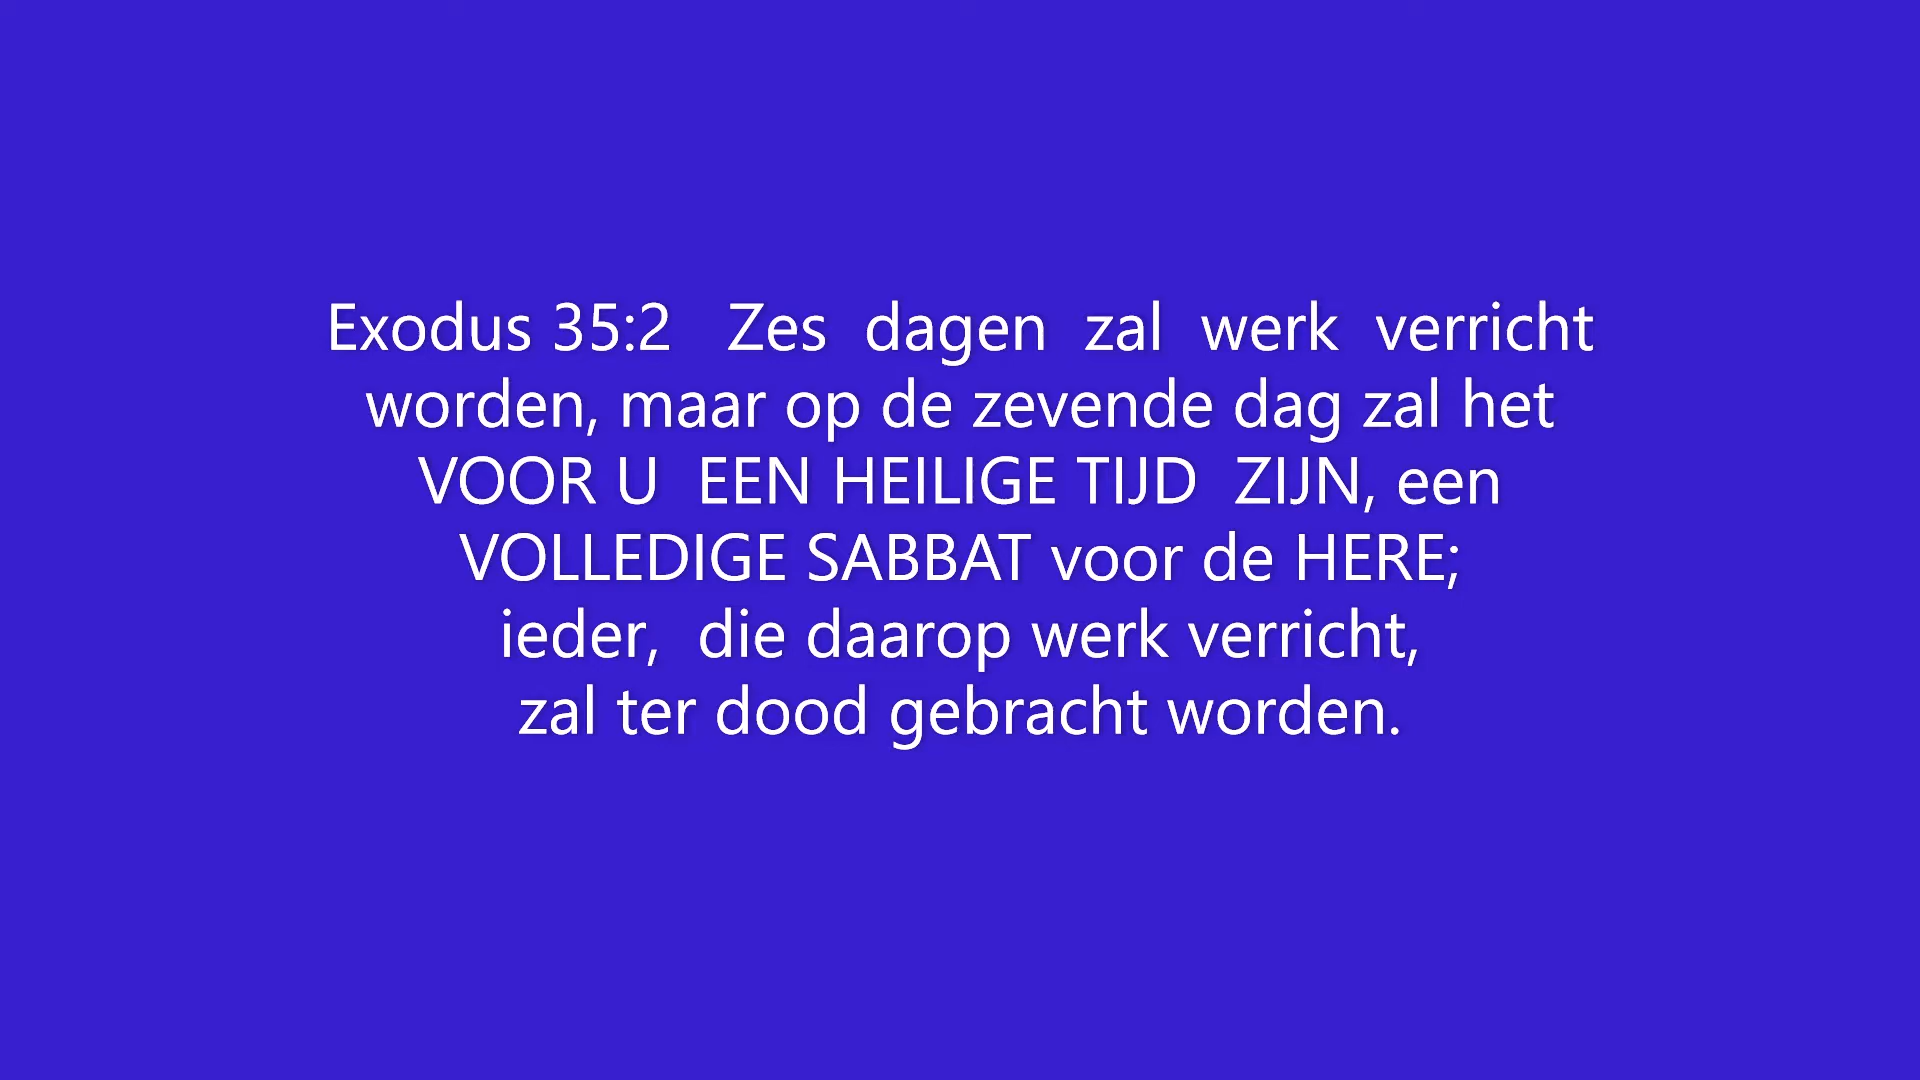 Exodus 35:2 Zes dagen zal werk verricht
worden, maar op de zevende dag zal het
VOOR U EEN HEILIGE TIJD ZIJN, een
VOLLEDIGE SABBAT voor de HERE;
ieder, die daarop werk verricht,
zal ter dood gebracht worden.